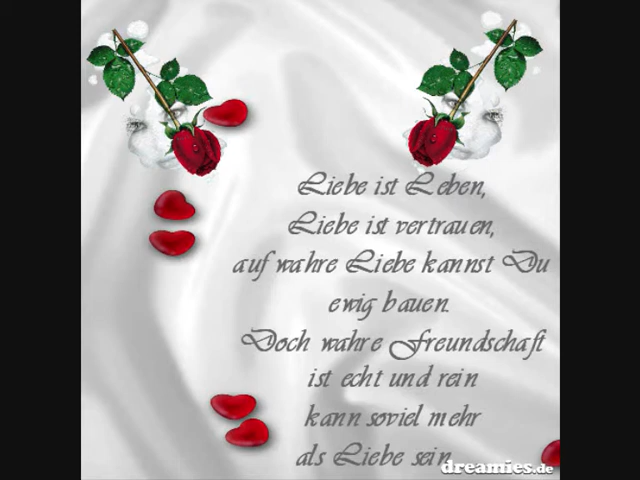 Liebe ist Leben,
Liebe ist vertrauen,
auf wahre Liebe kannst Du
ewig bauen.
Doch wahre Freundschaft
ist echt und rein
kann soviel mehr
als Liebe sein
dreamies.de